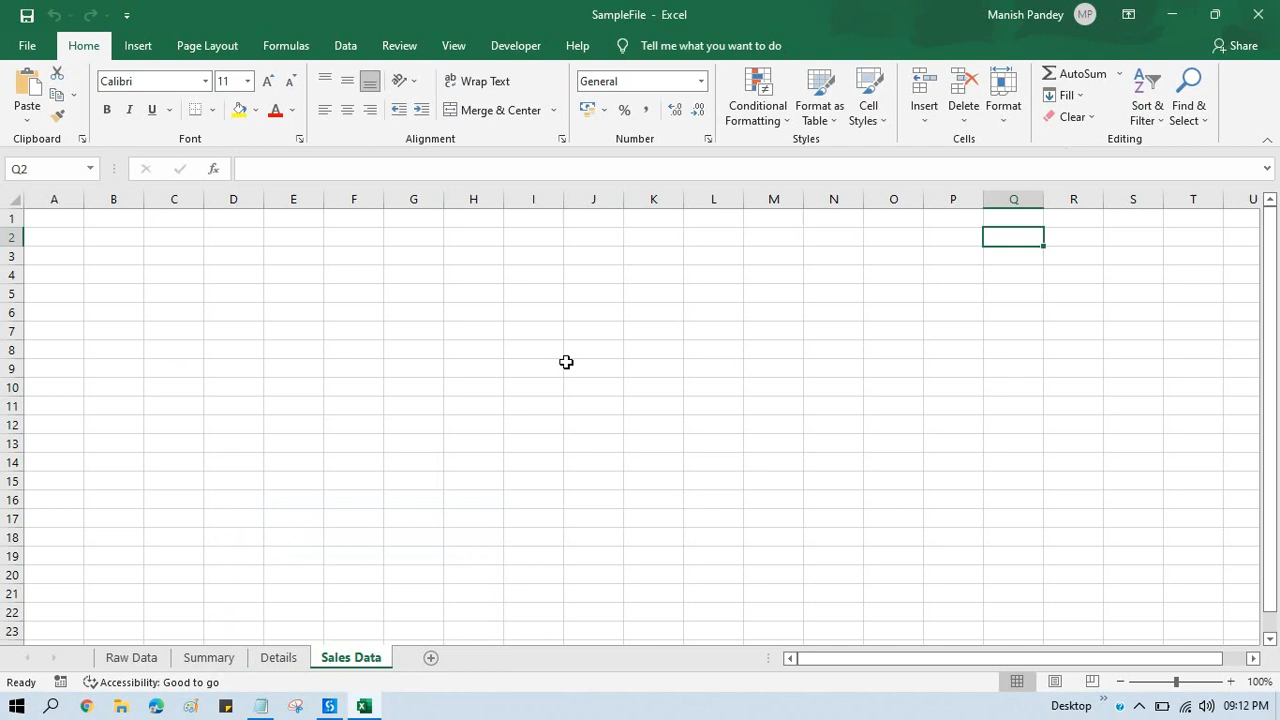 SampleFile - Excel
Manish Pandey MP
File Home Insert Page Layout Formulas Data Review View Developer Help Tell me what you want to do Share
Calibri 11 Wrap Text General AutoSum
Paste B I U Merge & Center % Conditional Formatting Format as Table Cell Styles Insert Delete Format Fill Clear Sort & Filter Find & Select
Clipboard Font Alignment Number Styles Cells Editing
Q2 fx
A B C D E F G H I J K L M N O P Q R S T U
1
2
3
4
5
6
7
8
9
10
11
12
13
14
15
16
17
18
19
20
21
22
23
Raw Data Summary Details Sales Data
Ready Accessibility: Good to go 100%
Desktop 09:12 PM